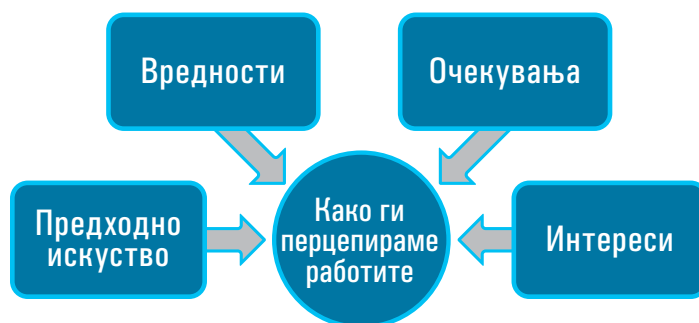 Вредности
Очекувања
Предходно
искуство
Како ги
перцепираме
работите
Интереси